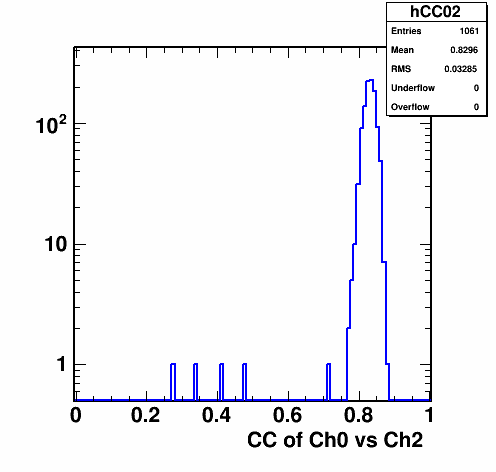 hCC02
Entries 1061
Mean 0.8296
RMS 0.03285
Underflow 0
Overflow 0
10²
10
1
0 0.2 0.4 0.6 0.8 1
CC of Ch0 vs Ch2